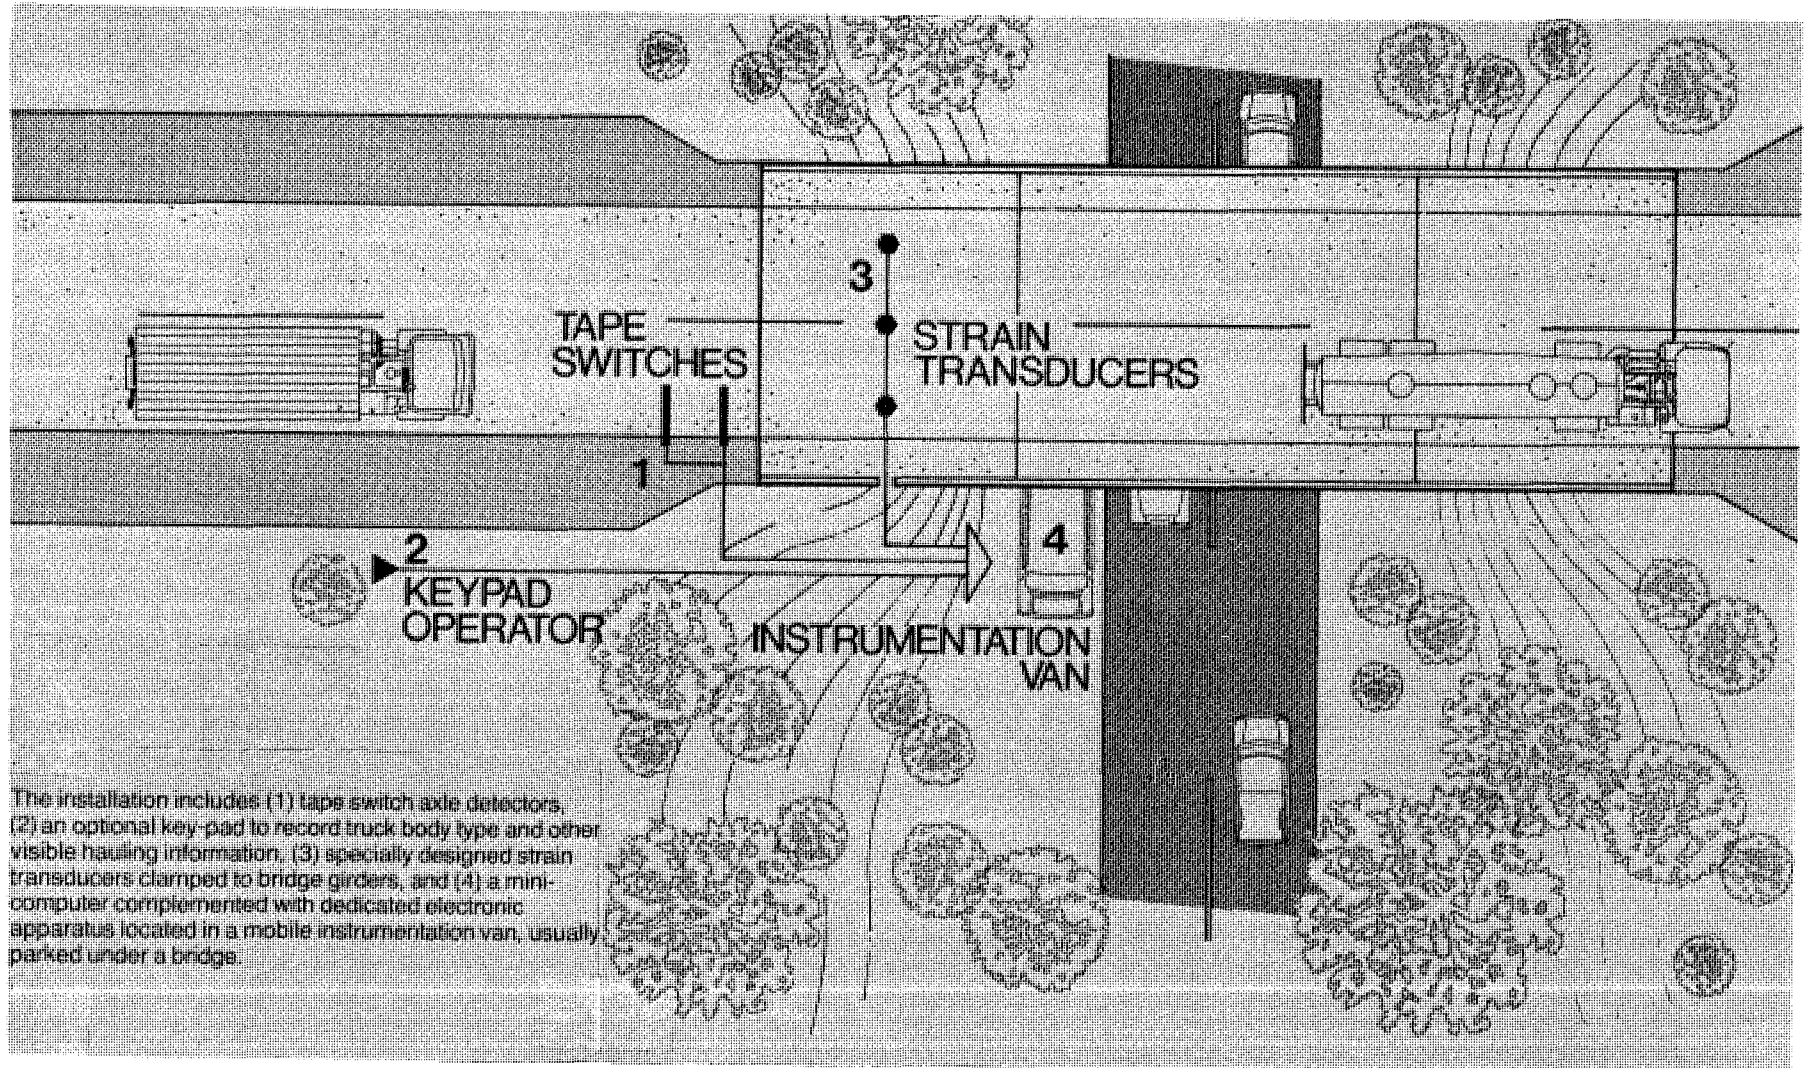 3
TAPE
SWITCHES
STRAIN
TRANSDUCERS
1
2
KEYPAD
OPERATOR
4
INSTRUMENTATION
VAN
The installation includes (1) tape switch axle detectors,
(2) an optional key-pad to record truck body type and other
visible hauling information, (3) specially designed strain
transducers clamped to bridge girders, and (4) a mini-
computer complemented with dedicated electronic
apparatus located in a mobile instrumentation van, usually
parked under a bridge.